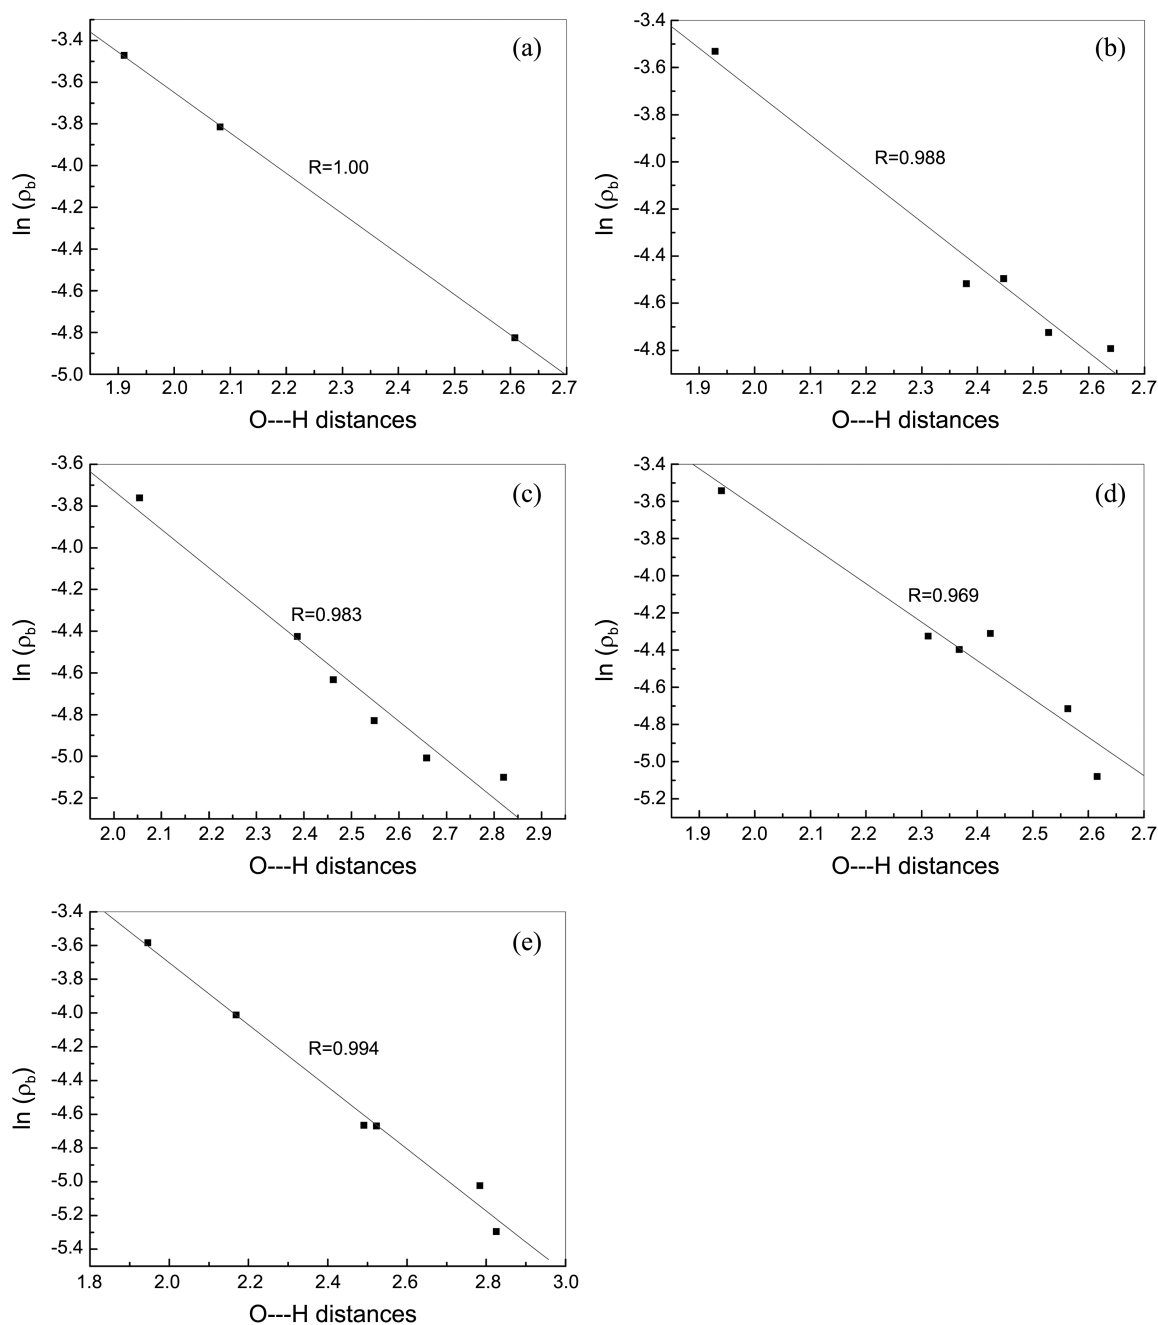 (a)
-3.4
-3.6
-3.8
-4.0
-4.2
-4.4
-4.6
-4.8
-5.0
ln (ρb)
R=1.00
1.9 2.0 2.1 2.2 2.3 2.4 2.5 2.6 2.7
O---H distances
(b)
-3.4
-3.6
-3.8
-4.0
-4.2
-4.4
-4.6
-4.8
ln (ρb)
R=0.988
1.9 2.0 2.1 2.2 2.3 2.4 2.5 2.6 2.7
O---H distances
(c)
-3.6
-3.8
-4.0
-4.2
-4.4
-4.6
-4.8
-5.0
-5.2
ln (ρb)
R=0.983
2.0 2.1 2.2 2.3 2.4 2.5 2.6 2.7 2.8 2.9
O---H distances
(d)
-3.4
-3.6
-3.8
-4.0
-4.2
-4.4
-4.6
-4.8
-5.0
-5.2
ln (ρb)
R=0.969
1.9 2.0 2.1 2.2 2.3 2.4 2.5 2.6 2.7
O---H distances
(e)
-3.4
-3.6
-3.8
-4.0
-4.2
-4.4
-4.6
-4.8
-5.0
-5.2
-5.4
ln (ρb)
R=0.994
1.8 2.0 2.2 2.4 2.6 2.8 3.0
O---H distances